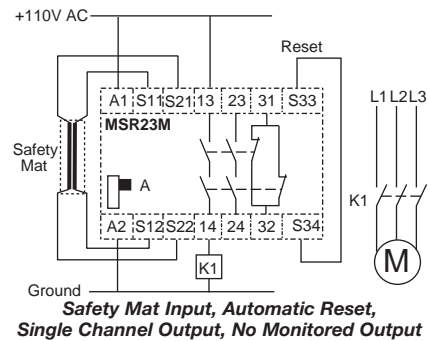 +110V AC
Reset
A1 S11 S21 13 23 31 S33
MSR23M
L1 L2 L3
Safety
Mat
A
K1
A2 S12 S22 14 24 32 S34
K1
M
Ground
Safety Mat Input, Automatic Reset,
Single Channel Output, No Monitored Output